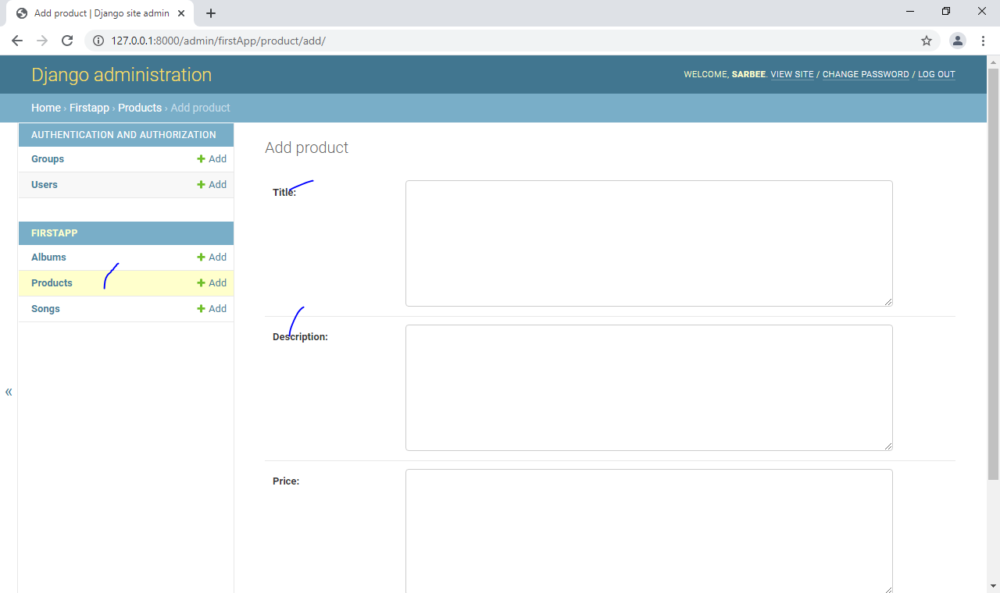 Add product | Django site admin
127.0.0.1:8000/admin/firstApp/product/add/
Django administration
WELCOME, SARBEE. VIEW SITE / CHANGE PASSWORD / LOG OUT
Home › Firstapp › Products › Add product
AUTHENTICATION AND AUTHORIZATION
Groups + Add
Users + Add
FIRSTAPP
Albums + Add
Products + Add
Songs + Add
«
Add product
Title:
Description:
Price: